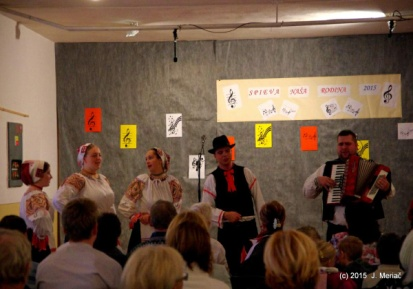 SPIEVA NAŠA RODINA 2015
(c) 2015 J. Meriač